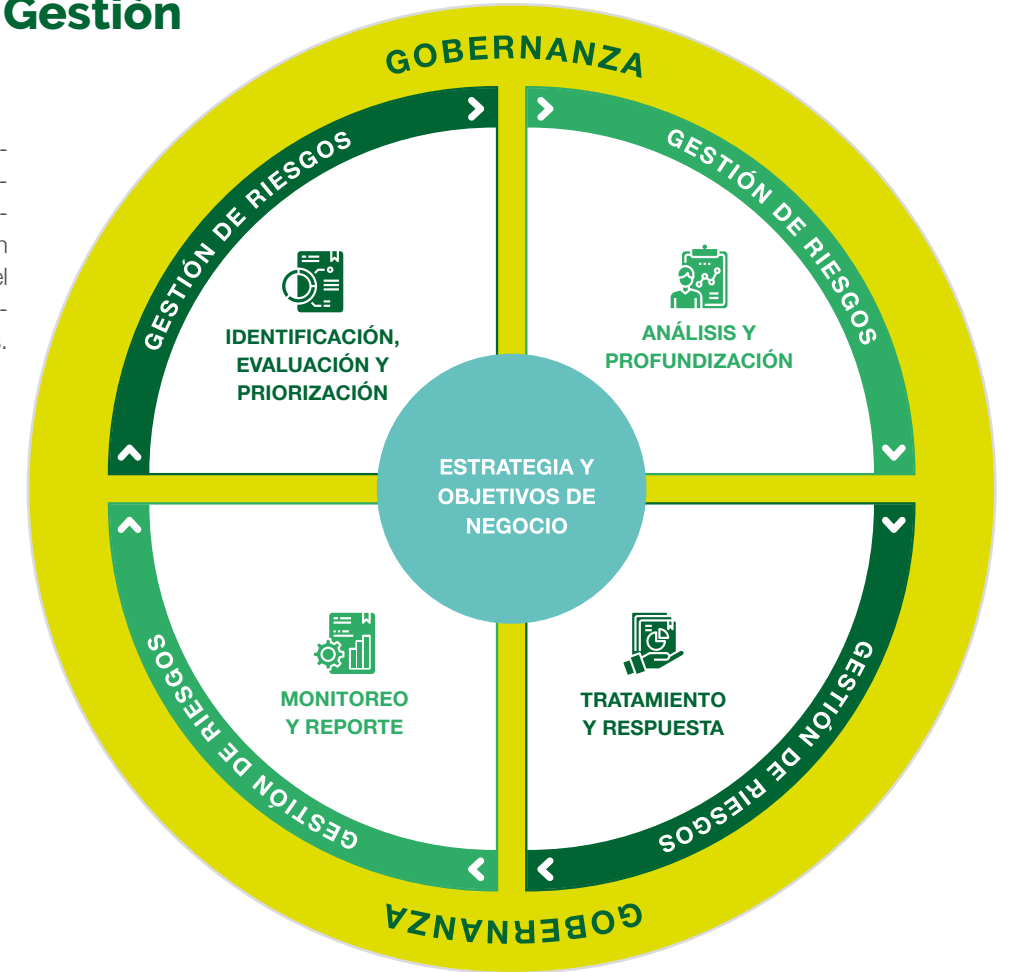 Gestión
GOBERNANZA
GESTIÓN DE RIESGOS
GESTIÓN DE RIESGOS
IDENTIFICACIÓN,
EVALUACIÓN Y
PRIORIZACIÓN
ANÁLISIS Y
PROFUNDIZACIÓN
ESTRATEGIA Y
OBJETIVOS DE
NEGOCIO
MONITOREO
Y REPORTE
TRATAMIENTO
Y RESPUESTA
GESTIÓN DE RIESGOS
GESTIÓN DE RIESGOS
GOBERNANZA